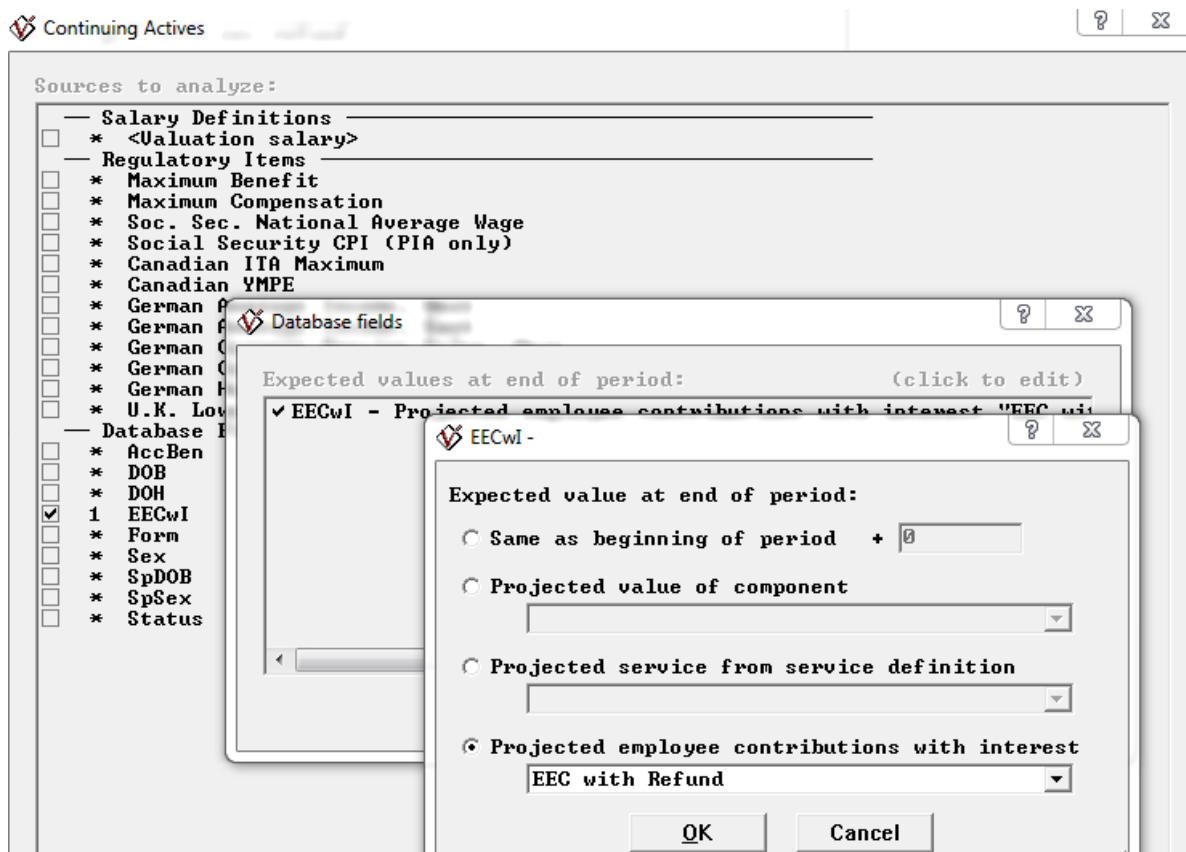 Continuing Actives
Sources to analyze:
Salary Definitions
* <Valuation salary>
Regulatory Items
* Maximum Benefit
* Maximum Compensation
* Soc. Sec. National Average Wage
* Social Security CPI (PIA only)
* Canadian ITA Maximum
* Canadian YMPE
* German
* German
* German
* German
* German
* U.K.
Database
* AccBen
* DOB
* DOH
1 EECwI
* Form
* Sex
* SpDOB
* SpSex
* Status
Database fields
Expected values at end of period: (click to edit)
EECwI - Projected employee contributions with interest "EEC
EECwI -
Expected value at end of period:
Same as beginning of period + 0
Projected value of component
Projected service from service definition
Projected employee contributions with interest
EEC with Refund
OK Cancel